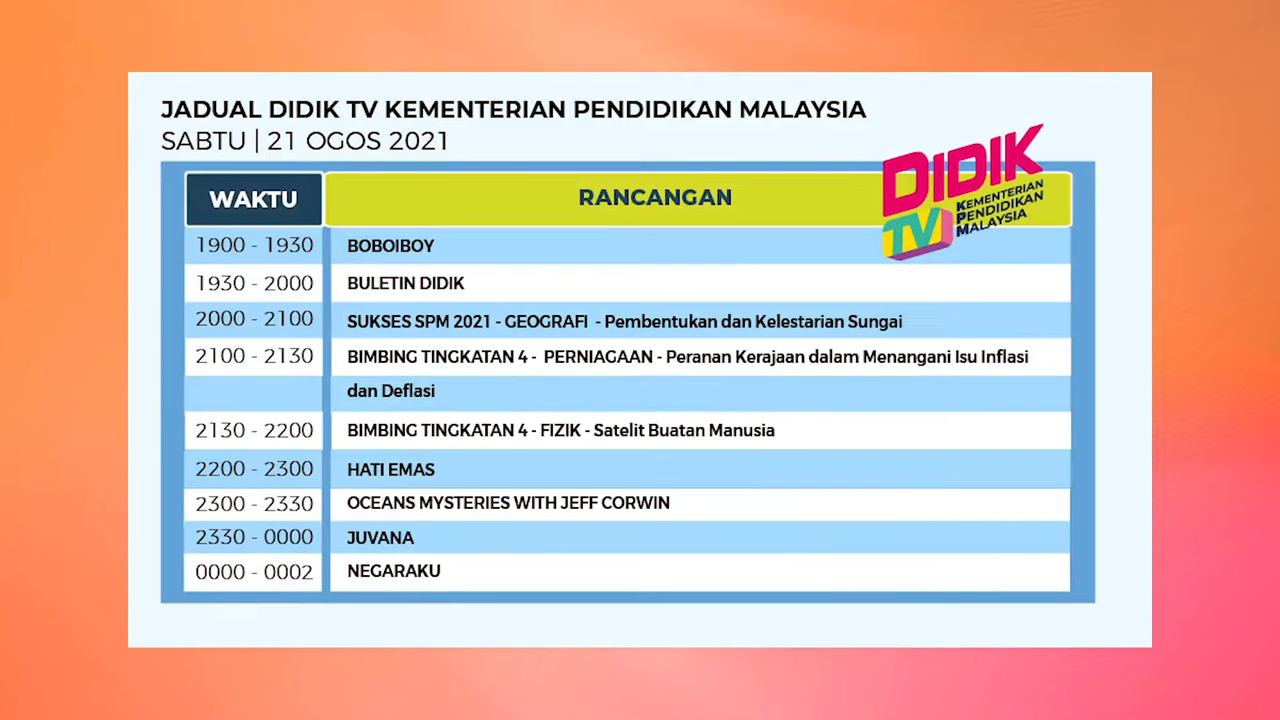 JADUAL DIDIK TV KEMENTERIAN PENDIDIKAN MALAYSIA
SABTU | 21 OGOS 2021
DIDIK
TV
KEMENTERIAN
PENDIDIKAN
MALAYSIA
WAKTU RANCANGAN
1900 - 1930 BOBOIBOY
1930 - 2000 BULETIN DIDIK
2000 - 2100 SUKSES SPM 2021 - GEOGRAFI - Pembentukan dan Kelestarian Sungai
2100 - 2130 BIMBING TINGKATAN 4 - PERNIAGAAN - Peranan Kerajaan dalam Menangani Isu Inflasi
dan Deflasi
2130 - 2200 BIMBING TINGKATAN 4 - FIZIK - Satelit Buatan Manusia
2200 - 2300 HATI EMAS
2300 - 2330 OCEANS MYSTERIES WITH JEFF CORWIN
2330 - 0000 JUVANA
0000 - 0002 NEGARAKU